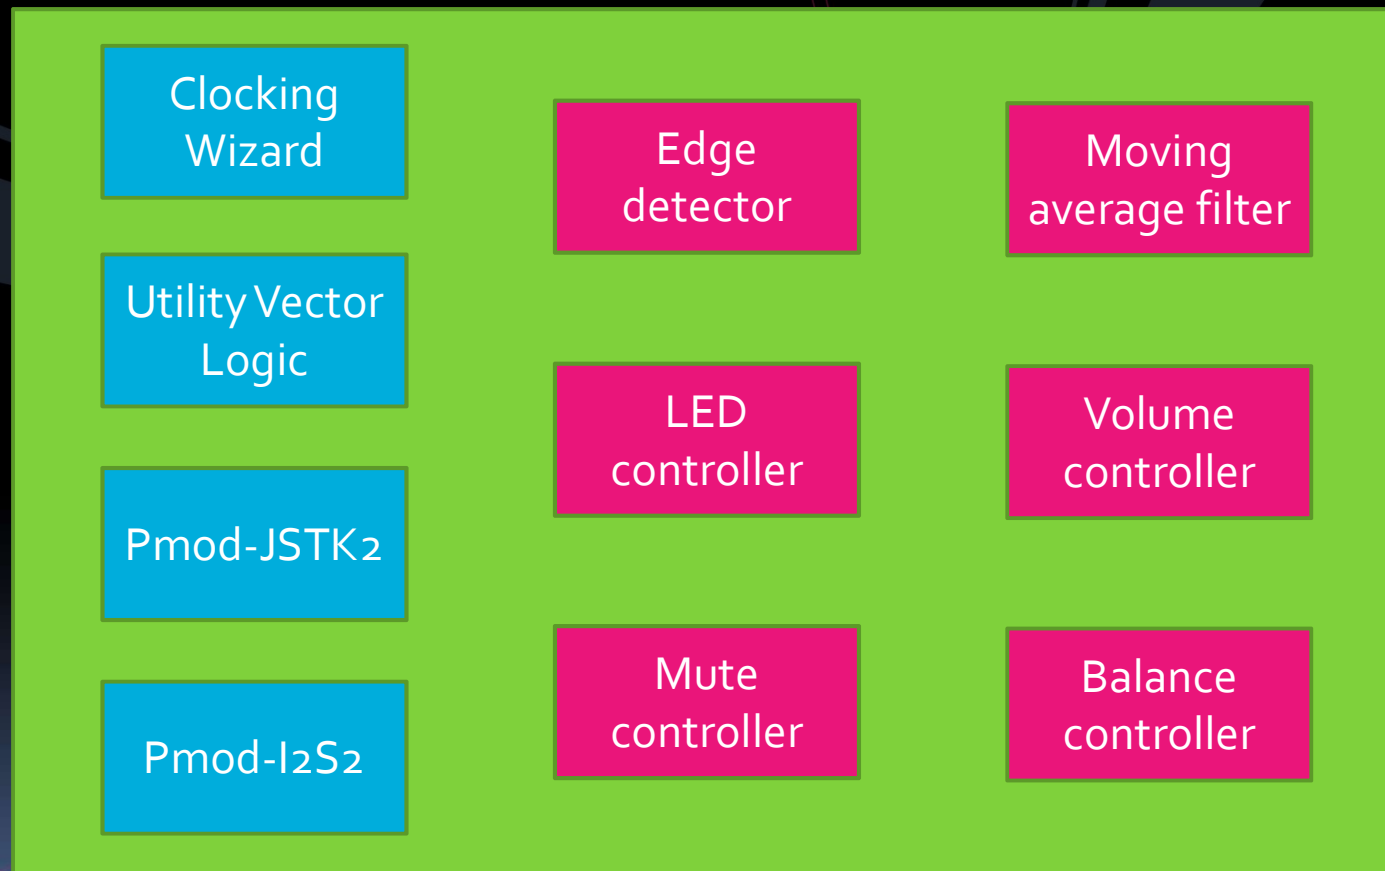 Clocking
Wizard
Utility Vector
Logic
Pmod-JSTK2
Pmod-I2S2
Edge
detector
LED
controller
Mute
controller
Moving
average filter
Volume
controller
Balance
controller